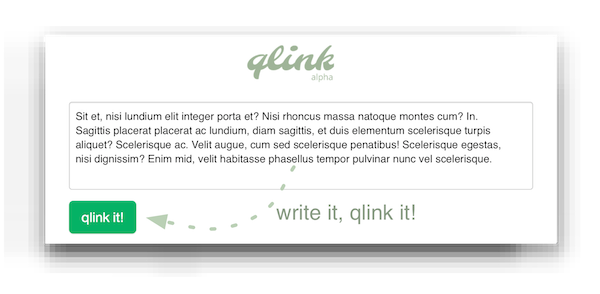 qlink
alpha
Sit et, nisi lundium elit integer porta et? Nisi rhoncus massa natoque montes cum? In.
Sagittis placerat placerat ac lundium, diam sagittis, et duis elementum scelerisque turpis
aliquet? Scelerisque ac. Velit augue, cum sed scelerisque penatibus! Scelerisque egestas,
nisi dignissim? Enim mid, velit habitasse phasellus tempor pulvinar nunc vel scelerisque.
qlink it!
write it, qlink it!